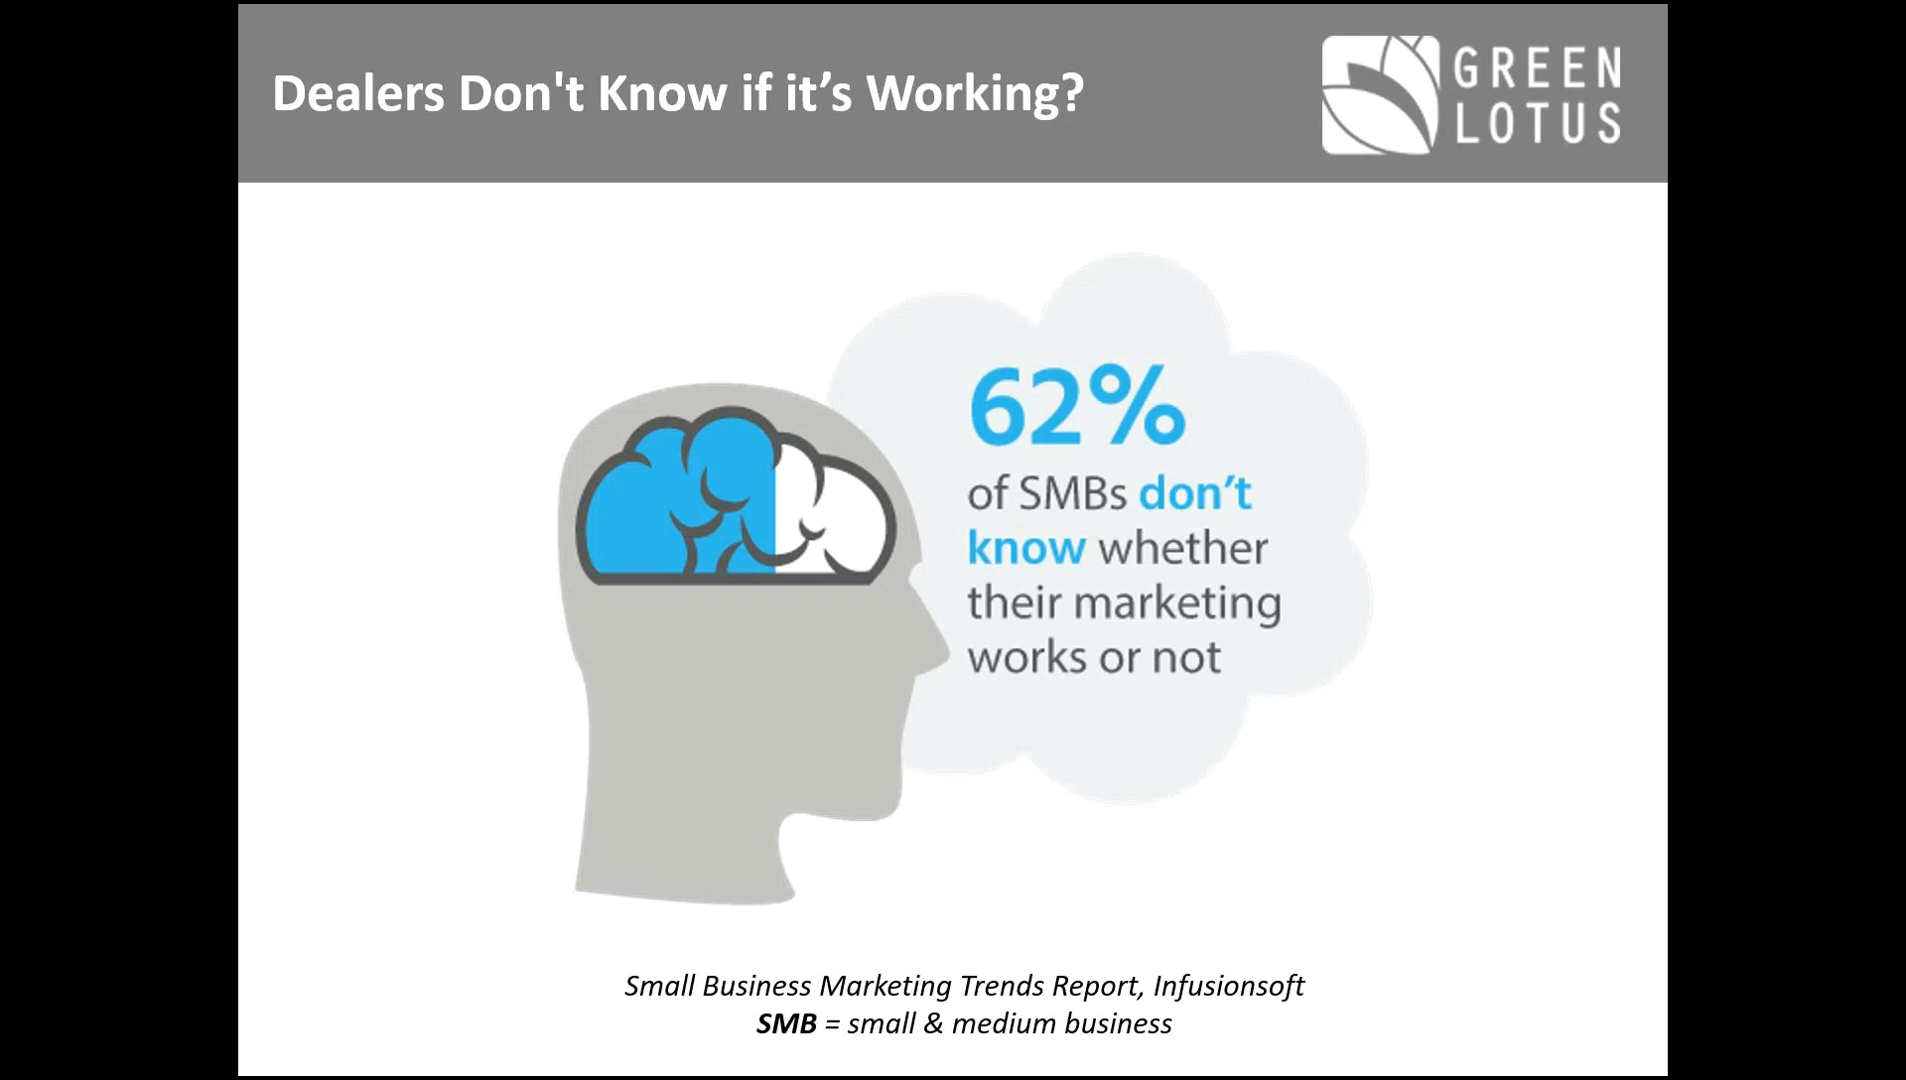 Dealers Don't Know if it’s Working?
GREEN
LOTUS
62%
of SMBs don’t
know whether
their marketing
works or not
Small Business Marketing Trends Report, Infusionsoft
SMB = small & medium business